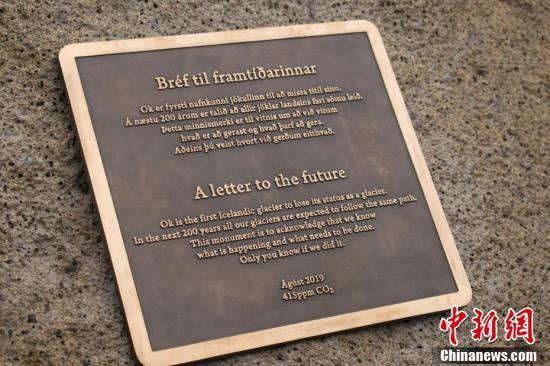 Bréf til framtíðarinnar
Ok er fyrsti nafnkunni jökullinn til að missa titil sinn.
Á næstu 200 árum er talið að allir jöklar landsins fari sömu leið.
Þetta minnismerki er til vitnis um að við vitum
hvað er að gerast og hvað þarf að gera.
Aðeins þú veist hvort við gerðum eitthvað.
A letter to the future
Ok is the first Icelandic glacier to lose its status as a glacier.
In the next 200 years all our glaciers are expected to follow the same path.
This monument is to acknowledge that we know
what is happening and what needs to be done.
Only you know if we did it.
Ágúst 2019
415ppm CO₂
中新网
Chinanews.com